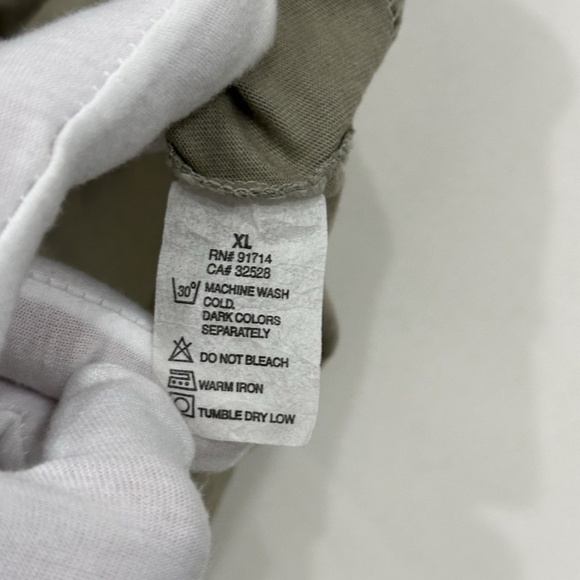 XL
RN# 91714
CA# 32528
30° MACHINE WASH
COLD.
DARK COLORS
SEPARATELY
DO NOT BLEACH
WARM IRON
TUMBLE DRY LOW